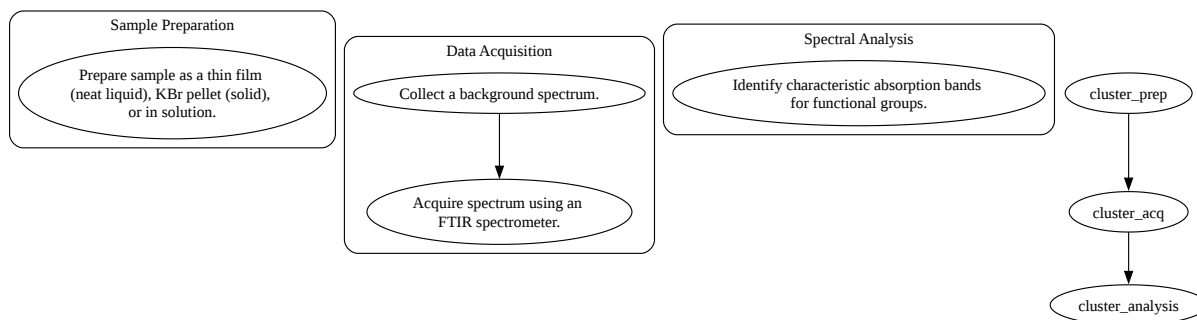 Sample Preparation
Prepare sample as a thin film
(neat liquid), KBr pellet (solid),
or in solution.
Data Acquisition
Collect a background spectrum.
Acquire spectrum using an
FTIR spectrometer.
Spectral Analysis
Identify characteristic absorption bands
for functional groups.
cluster_prep
cluster_acq
cluster_analysis